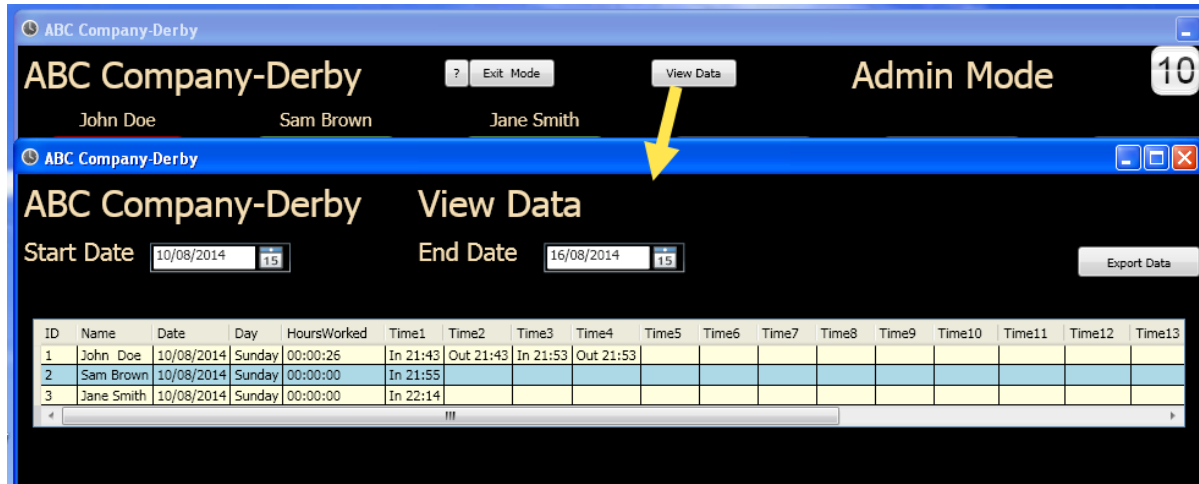 ABC Company-Derby
ABC Company-Derby ? Exit Mode View Data Admin Mode 10
John Doe Sam Brown Jane Smith
ABC Company-Derby
ABC Company-Derby View Data
Start Date 10/08/2014 15 End Date 16/08/2014 15
Export Data
ID Name Date Day HoursWorked Time1 Time2 Time3 Time4 Time5 Time6 Time7 Time8 Time9 Time10 Time11 Time12 Time13
1 John Doe 10/08/2014 Sunday 00:00:26 In 21:43 Out 21:43 In 21:53 Out 21:53
2 Sam Brown 10/08/2014 Sunday 00:00:00 In 21:55
3 Jane Smith 10/08/2014 Sunday 00:00:00 In 22:14